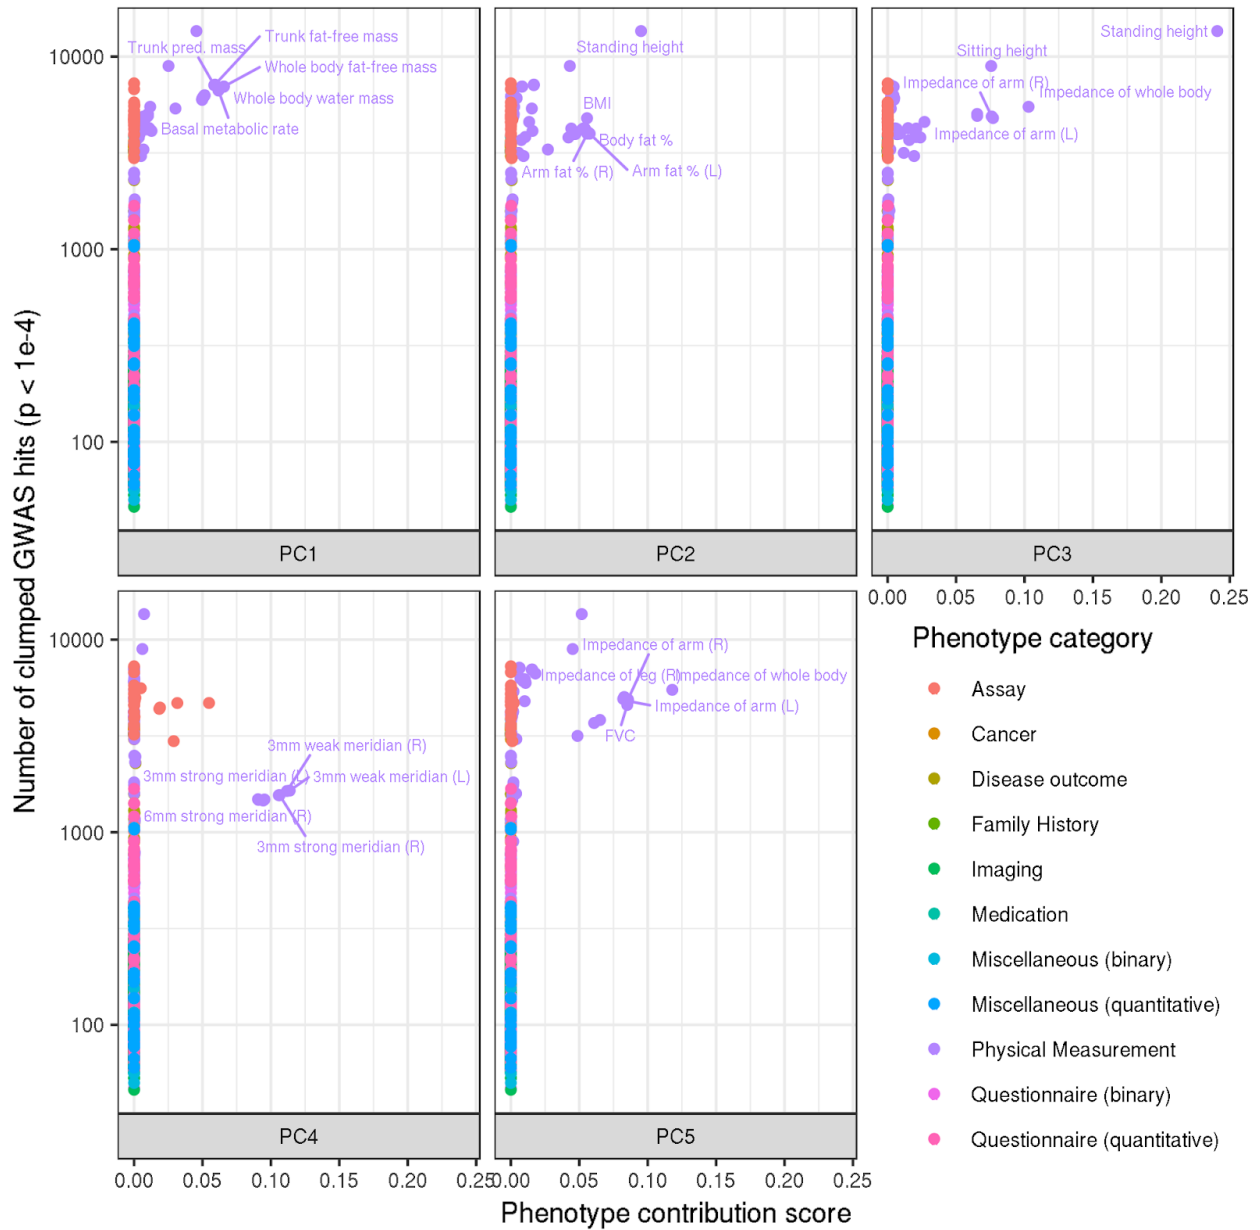 Number of clumped GWAS hits (p < 1e-4)
10000
1000
100
Trunk pred. mass
Trunk fat-free mass
Whole body fat-free mass
Whole body water mass
Basal metabolic rate
PC1
Standing height
BMI
Body fat %
Arm fat % (R)
Arm fat % (L)
PC2
Standing height
Sitting height
Impedance of arm (R)
Impedance of whole body
Impedance of arm (L)
PC3
0.00 0.05 0.10 0.15 0.20 0.25
10000
1000
100
3mm weak meridian (R)
3mm strong meridian (L)
3mm weak meridian (L)
6mm strong meridian (R)
3mm strong meridian (R)
PC4
0.00 0.05 0.10 0.15 0.20 0.25
Impedance of arm (R)
Impedance of leg (R)
Impedance of whole body
Impedance of arm (L)
FVC
PC5
0.00 0.05 0.10 0.15 0.20 0.25
Phenotype contribution score
Phenotype category
Assay
Cancer
Disease outcome
Family History
Imaging
Medication
Miscellaneous (binary)
Miscellaneous (quantitative)
Physical Measurement
Questionnaire (binary)
Questionnaire (quantitative)